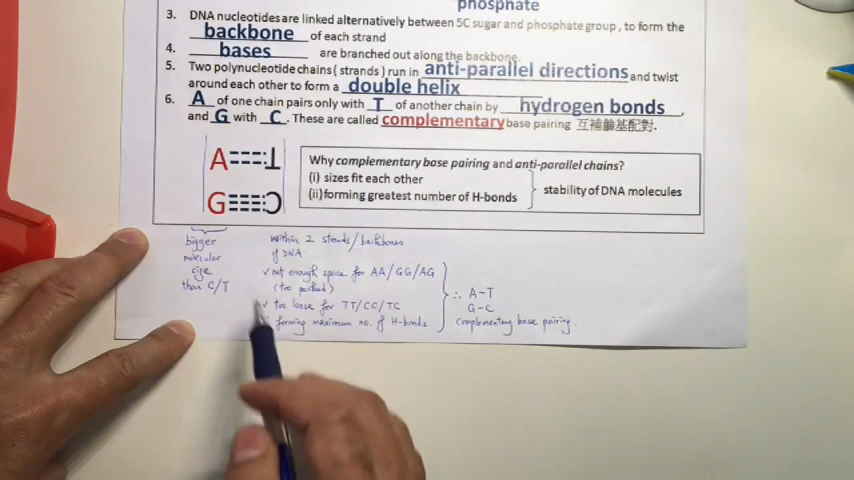 phosphate
3. DNA nucleotides are linked alternatively between 5C sugar and phosphate group, to form the
backbone of each strand
4. bases are branched out along the backbone.
5. Two polynucleotide chains (strands) run in anti-parallel directions and twist
around each other to form a double helix
6. A of one chain pairs only with T of another chain by hydrogen bonds,
and G with C. These are called complementary base pairing 互補鹼基配對.
A T
G C
Why complementary base pairing and anti-parallel chains?
(i) sizes fit each other
(ii)forming greatest number of H-bonds
stability of DNA molecules
bigger
molecular
size
than C/T
within 2 strands/backbones
of DNA
✓ not enough space for AA/GG/AG
(too packed)
✓ too loose for TT/CC/TC
forming maximum no. of H-bonds
∴ A-T
G-C
complementary base pairing.